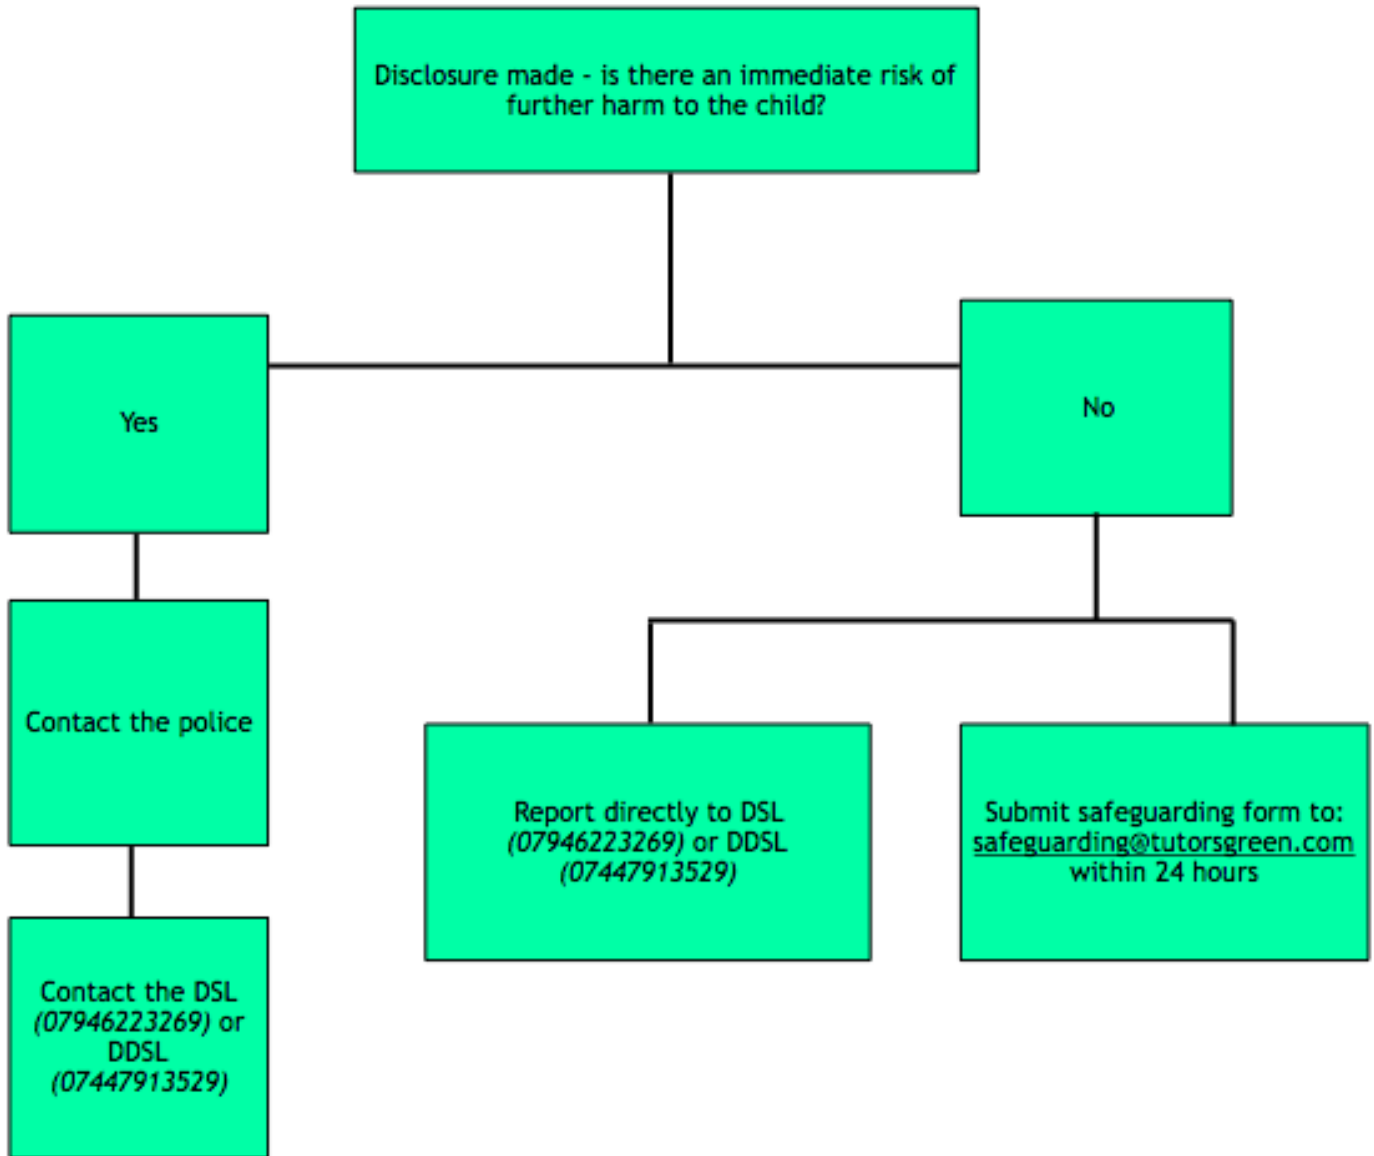 Disclosure made - is there an immediate risk of
further harm to the child?
Yes
No
Contact the police
Report directly to DSL
(07946223269) or DDSL
(07447913529)
Submit safeguarding form to:
safeguarding@tutorsgreen.com
within 24 hours
Contact the DSL
(07946223269) or
DDSL
(07447913529)